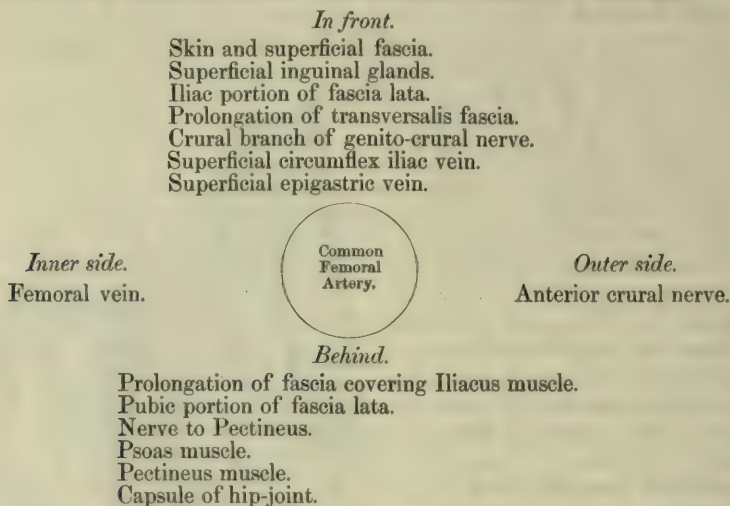 In front.
Skin and superficial fascia.
Superficial inguinal glands.
Iliac portion of fascia lata.
Prolongation of transversalis fascia.
Crural branch of genito-crural nerve.
Superficial circumflex iliac vein.
Superficial epigastric vein.
Inner side.
Femoral vein.
Common
Femoral
Artery.
Outer side.
Anterior crural nerve.
Behind.
Prolongation of fascia covering Iliacus muscle.
Pubic portion of fascia lata.
Nerve to Pectineus.
Psoas muscle.
Pectineus muscle.
Capsule of hip-joint.